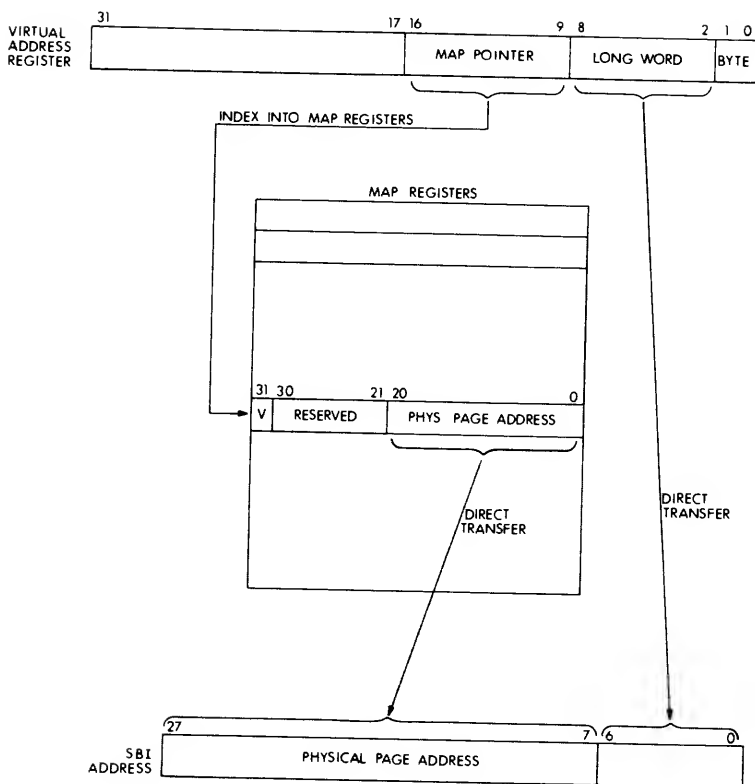 31 17 16 9 8 2 1 0
VIRTUAL
ADDRESS
REGISTER
MAP POINTER LONG WORD BYTE
INDEX INTO MAP REGISTERS
MAP REGISTERS
31 30 21 20 0
V RESERVED PHYS PAGE ADDRESS
DIRECT
TRANSFER
DIRECT
TRANSFER
27 7 6 0
SBI
ADDRESS
PHYSICAL PAGE ADDRESS